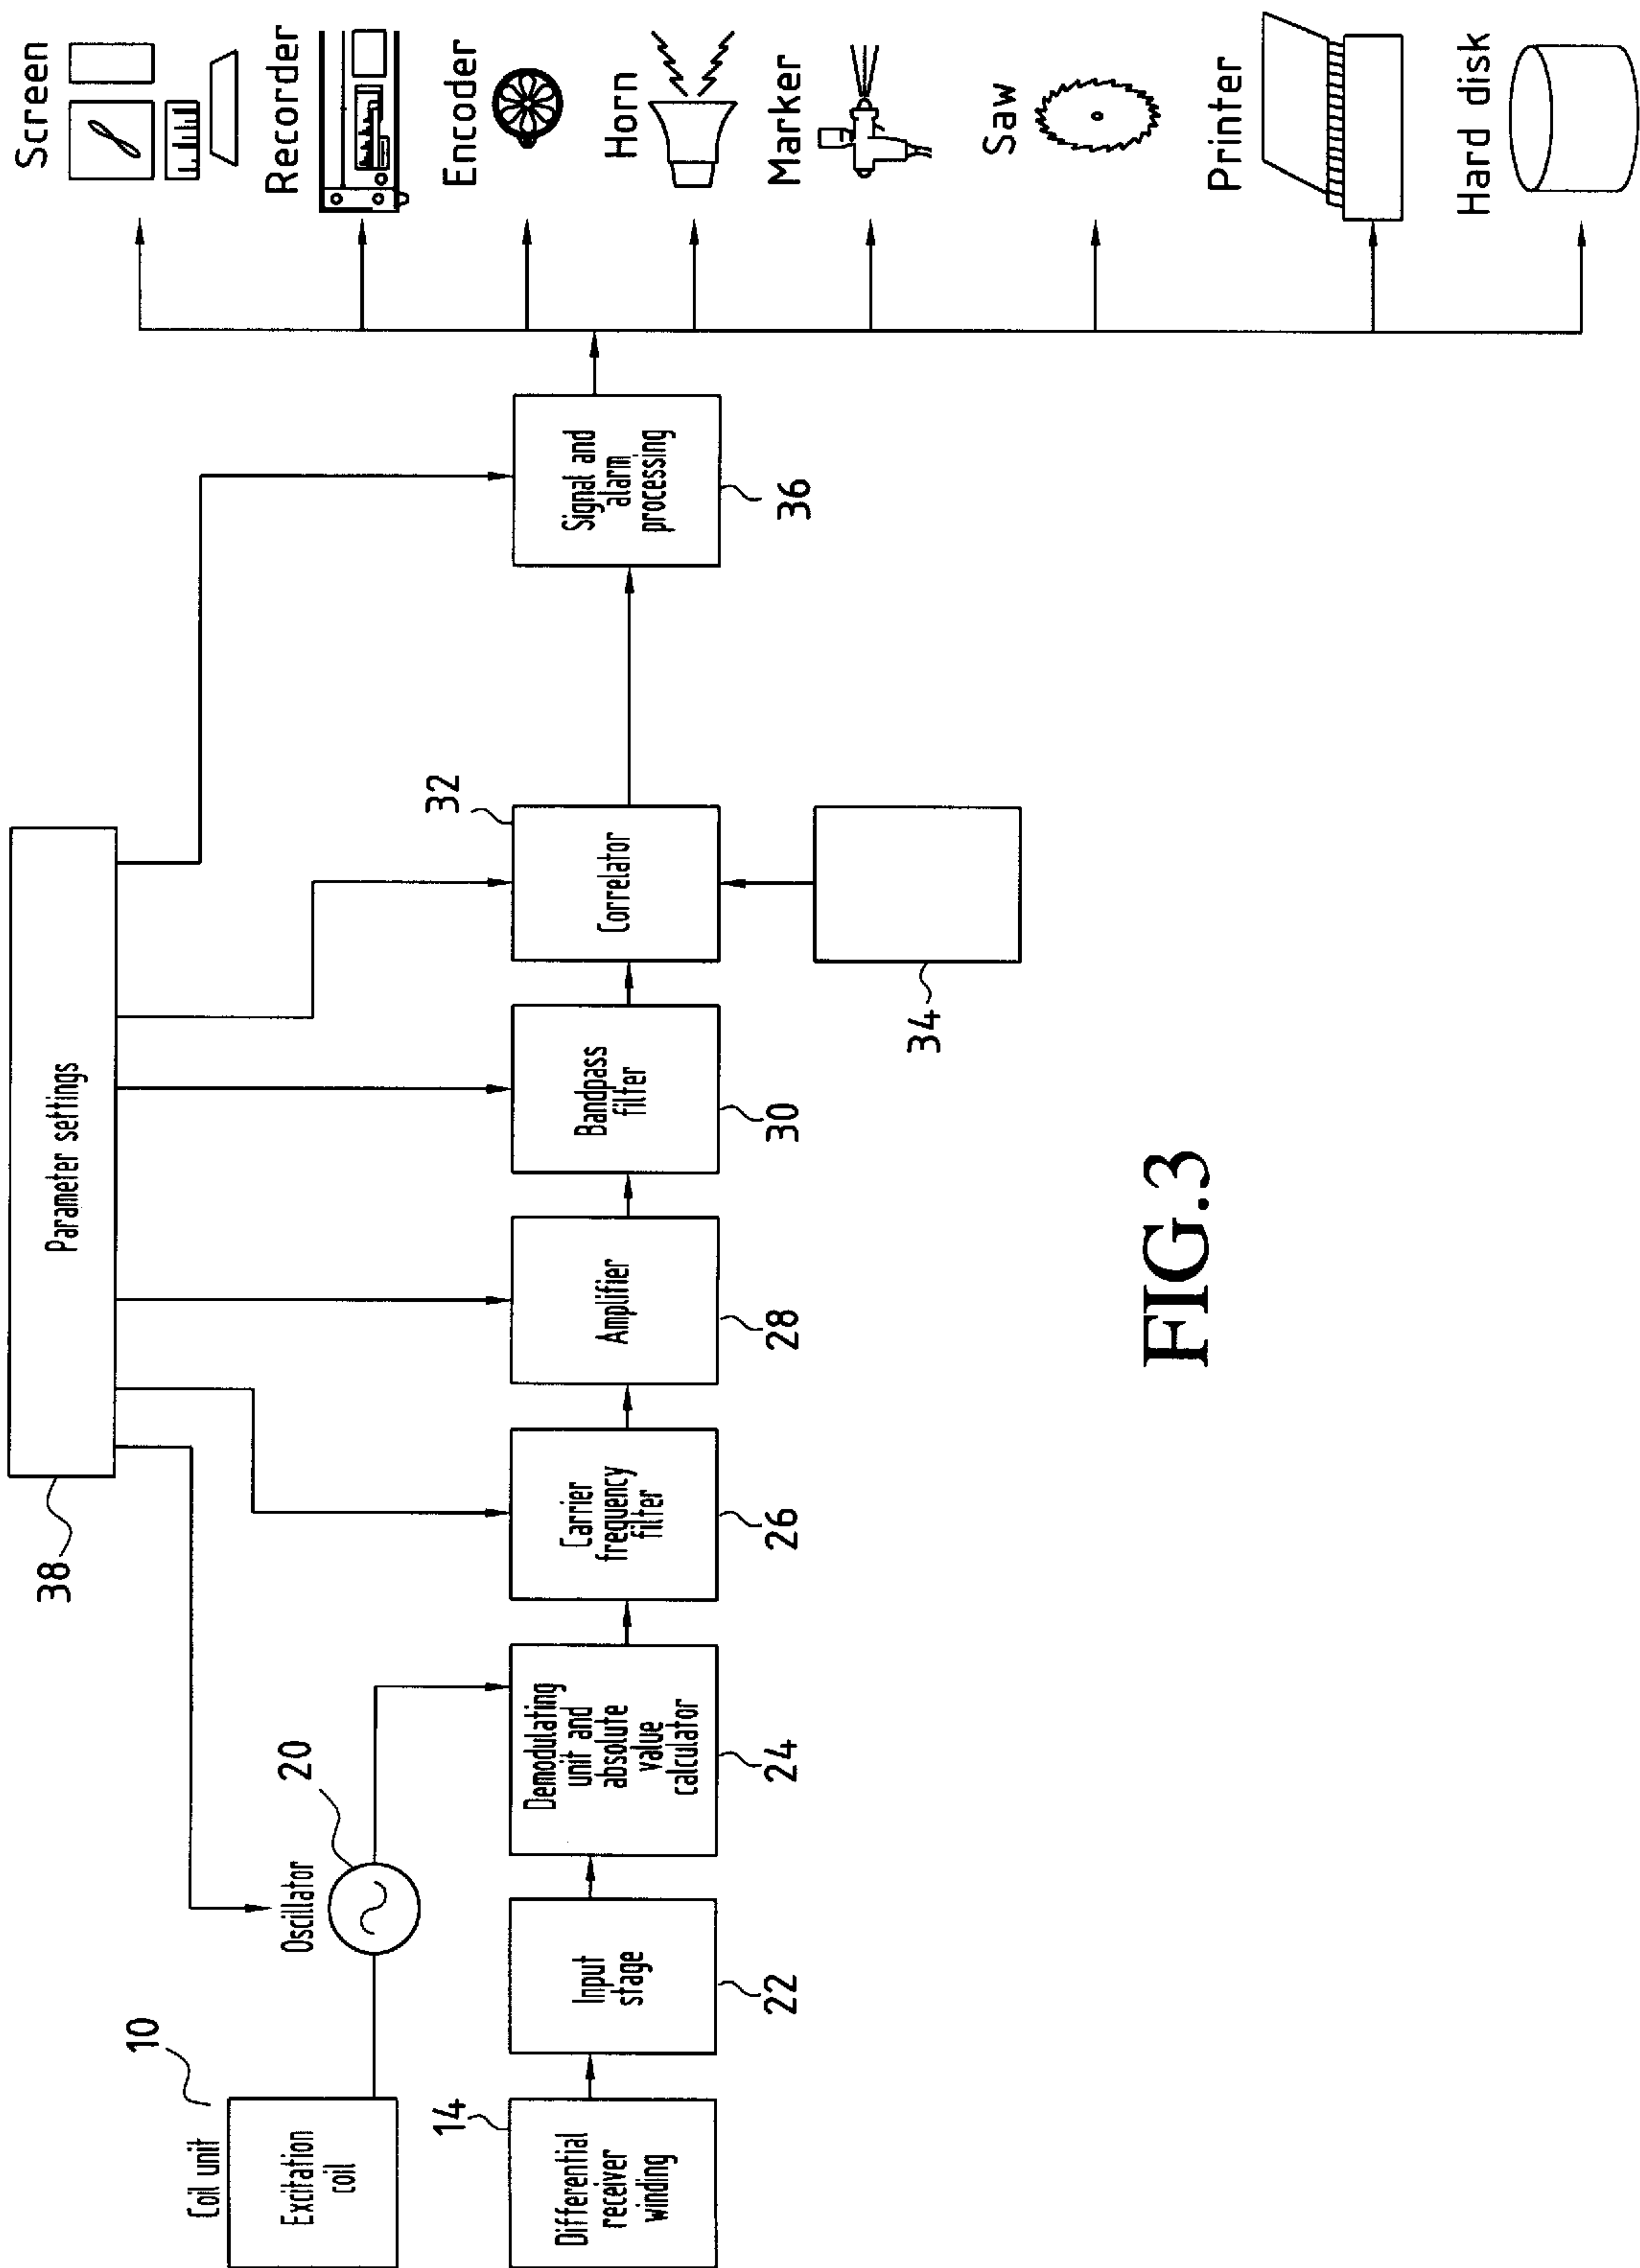 Parameter settings
38
Coil unit
10
Excitation
coil
Oscillator
20
14
Differential
receiver
winding
Input
stage
22
Demodulating
unit and
absolute
value
calculator
24
Carrier
frequency
filter
26
Amplifier
28
Bandpass
filter
30
32
Correlator
34
Signal and
alarm
processing
36
Screen
Recorder
Encoder
Horn
Marker
Saw
Printer
Hard disk
FIG.3